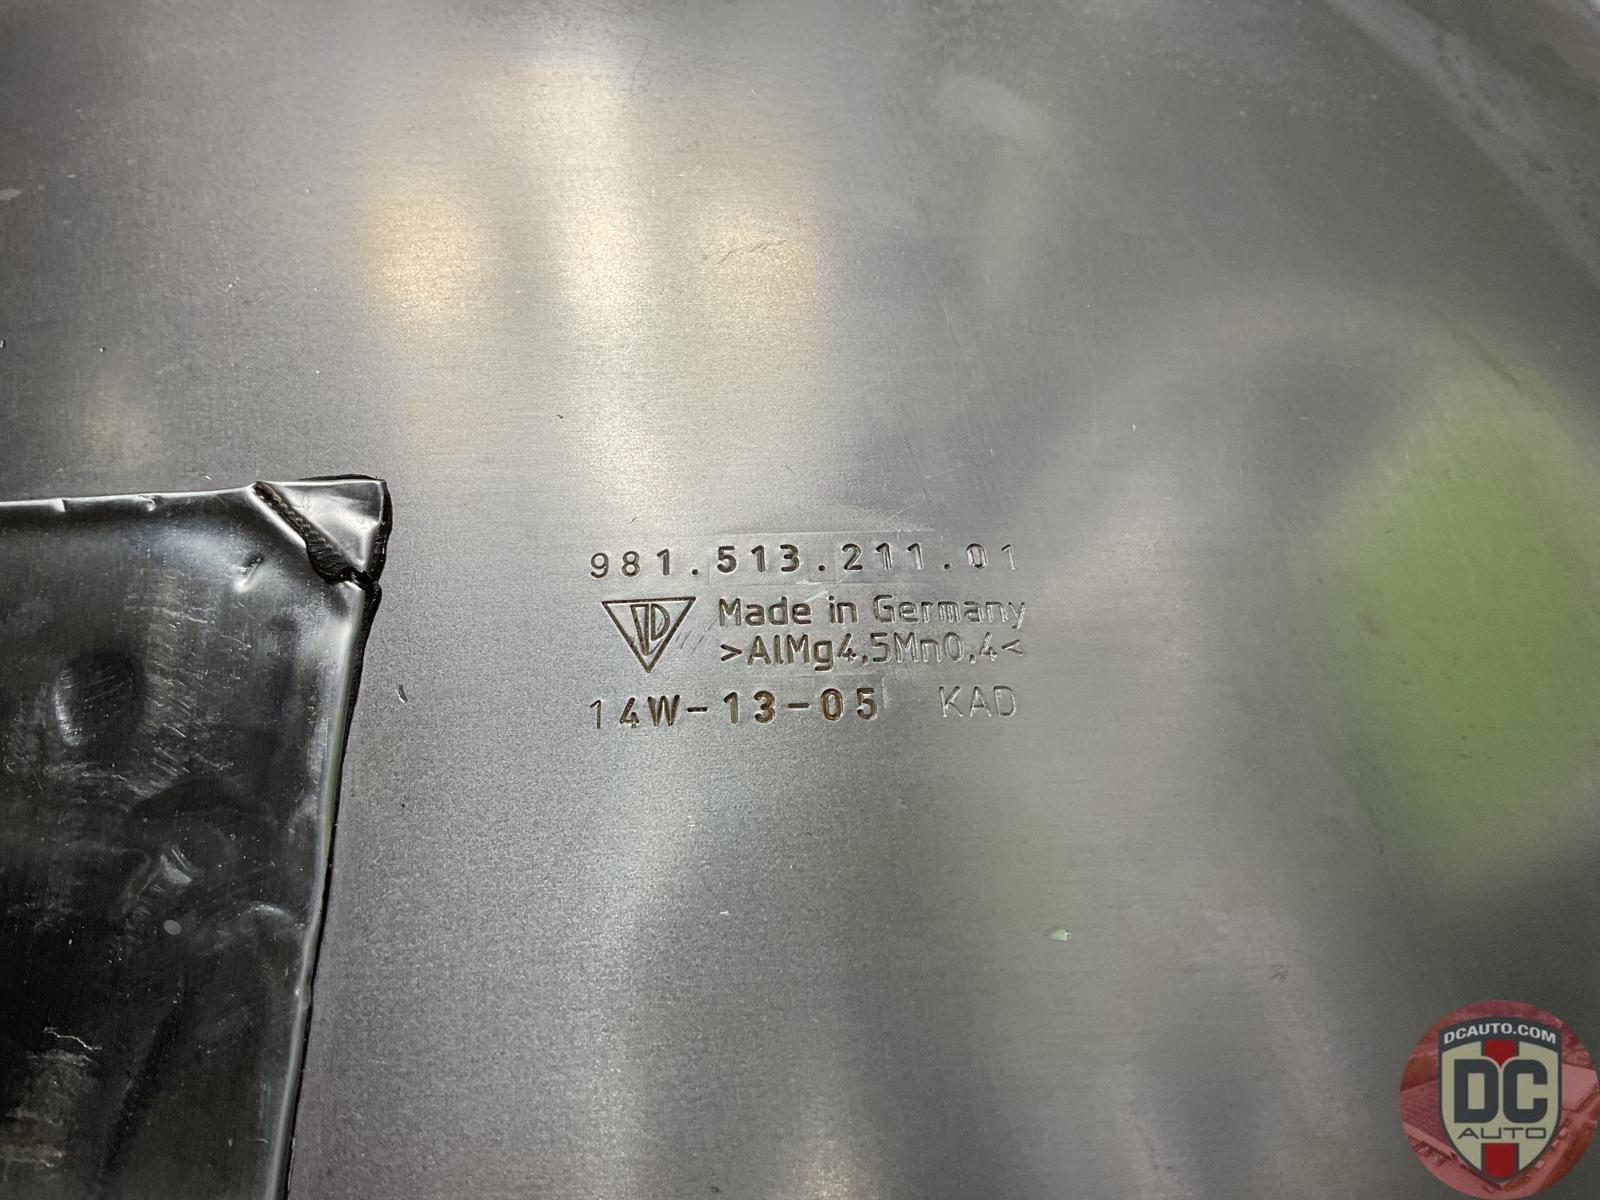 981.513.211.01
Made in Germany
>AlMg4,5Mn0,4<
14W-13-05 KAD
DCAUTO.COM
DC
AUTO